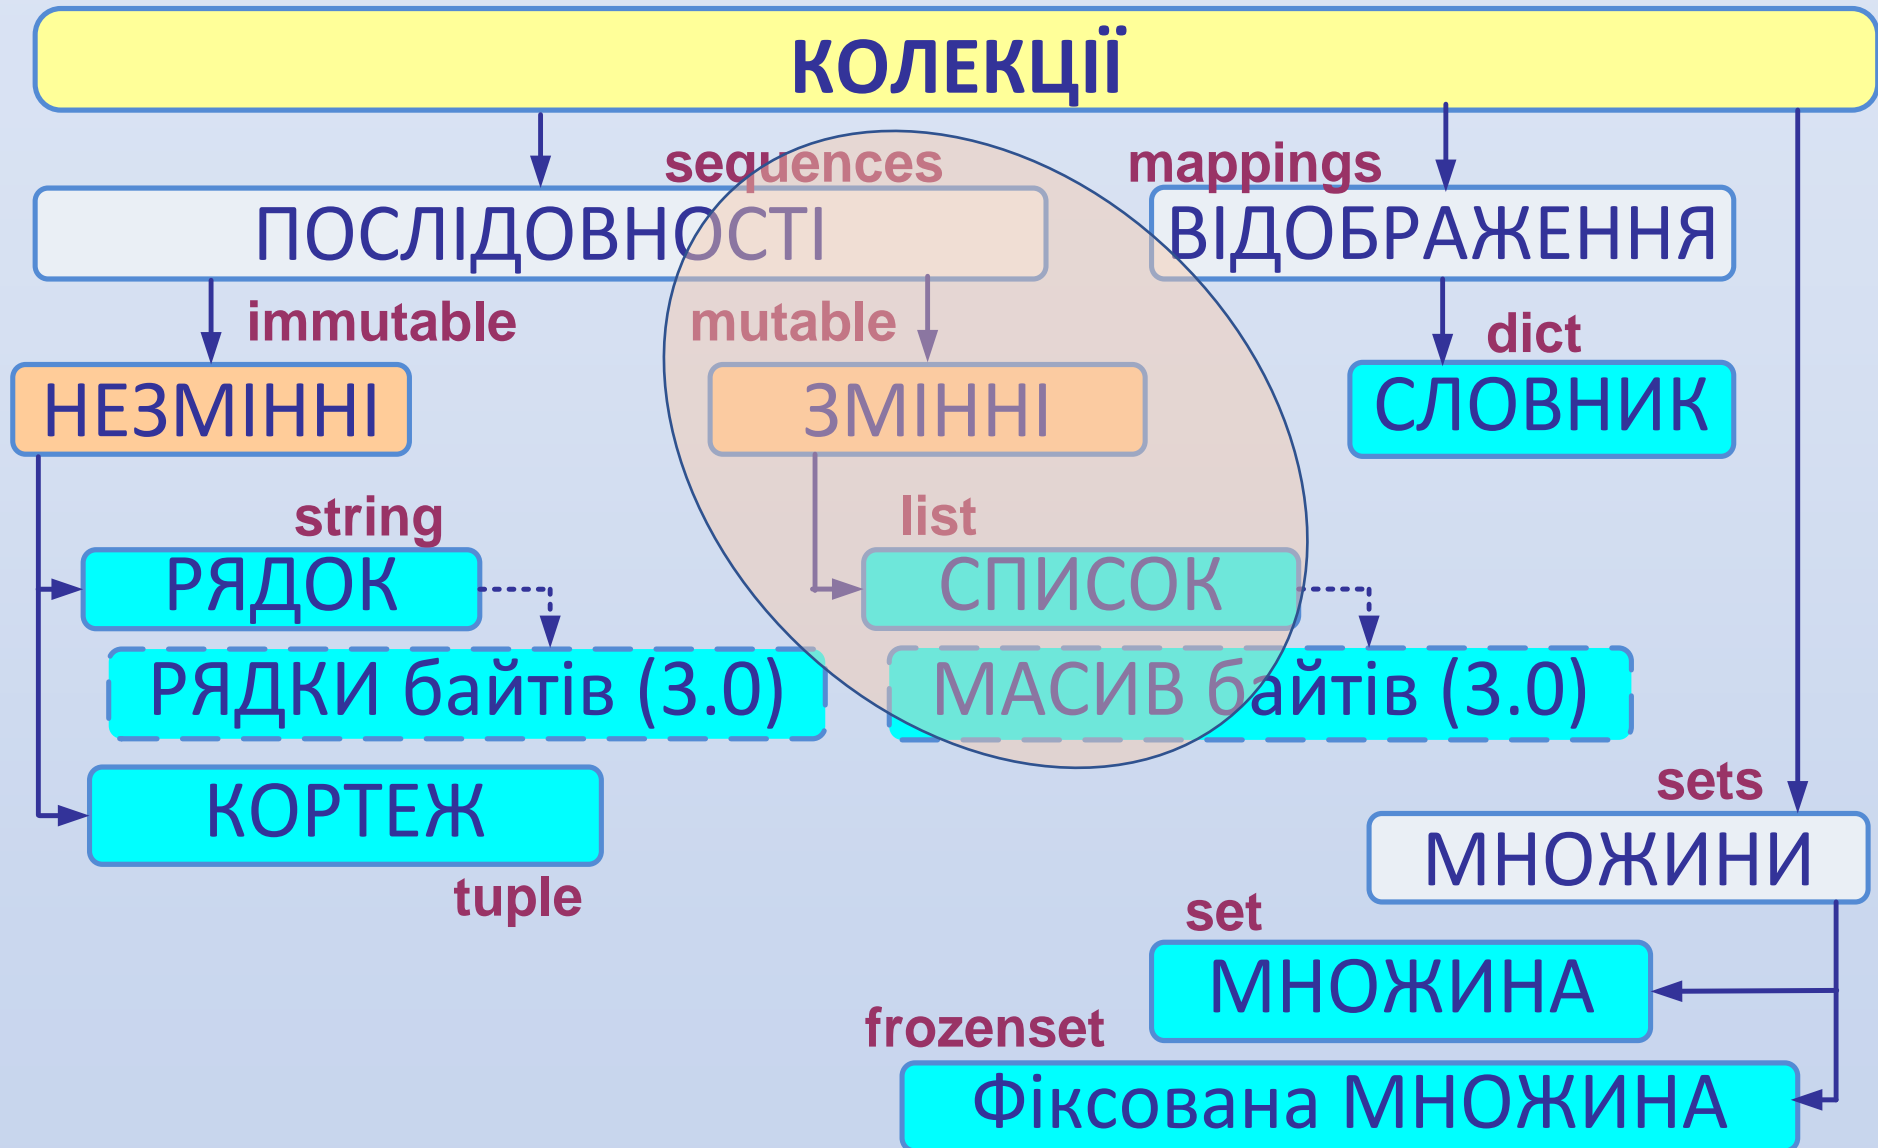 КОЛЕКЦІЇ
sequences
mappings
ПОСЛІДОВНОСТІ
ВІДОБРАЖЕННЯ
immutable
mutable
dict
НЕЗМІННІ
ЗМІННІ
СЛОВНИК
string
list
РЯДОК
СПИСОК
РЯДКИ байтів (3.0)
МАСИВ байтів (3.0)
КОРТЕЖ
sets
tuple
МНОЖИНИ
set
МНОЖИНА
frozenset
Фіксована МНОЖИНА